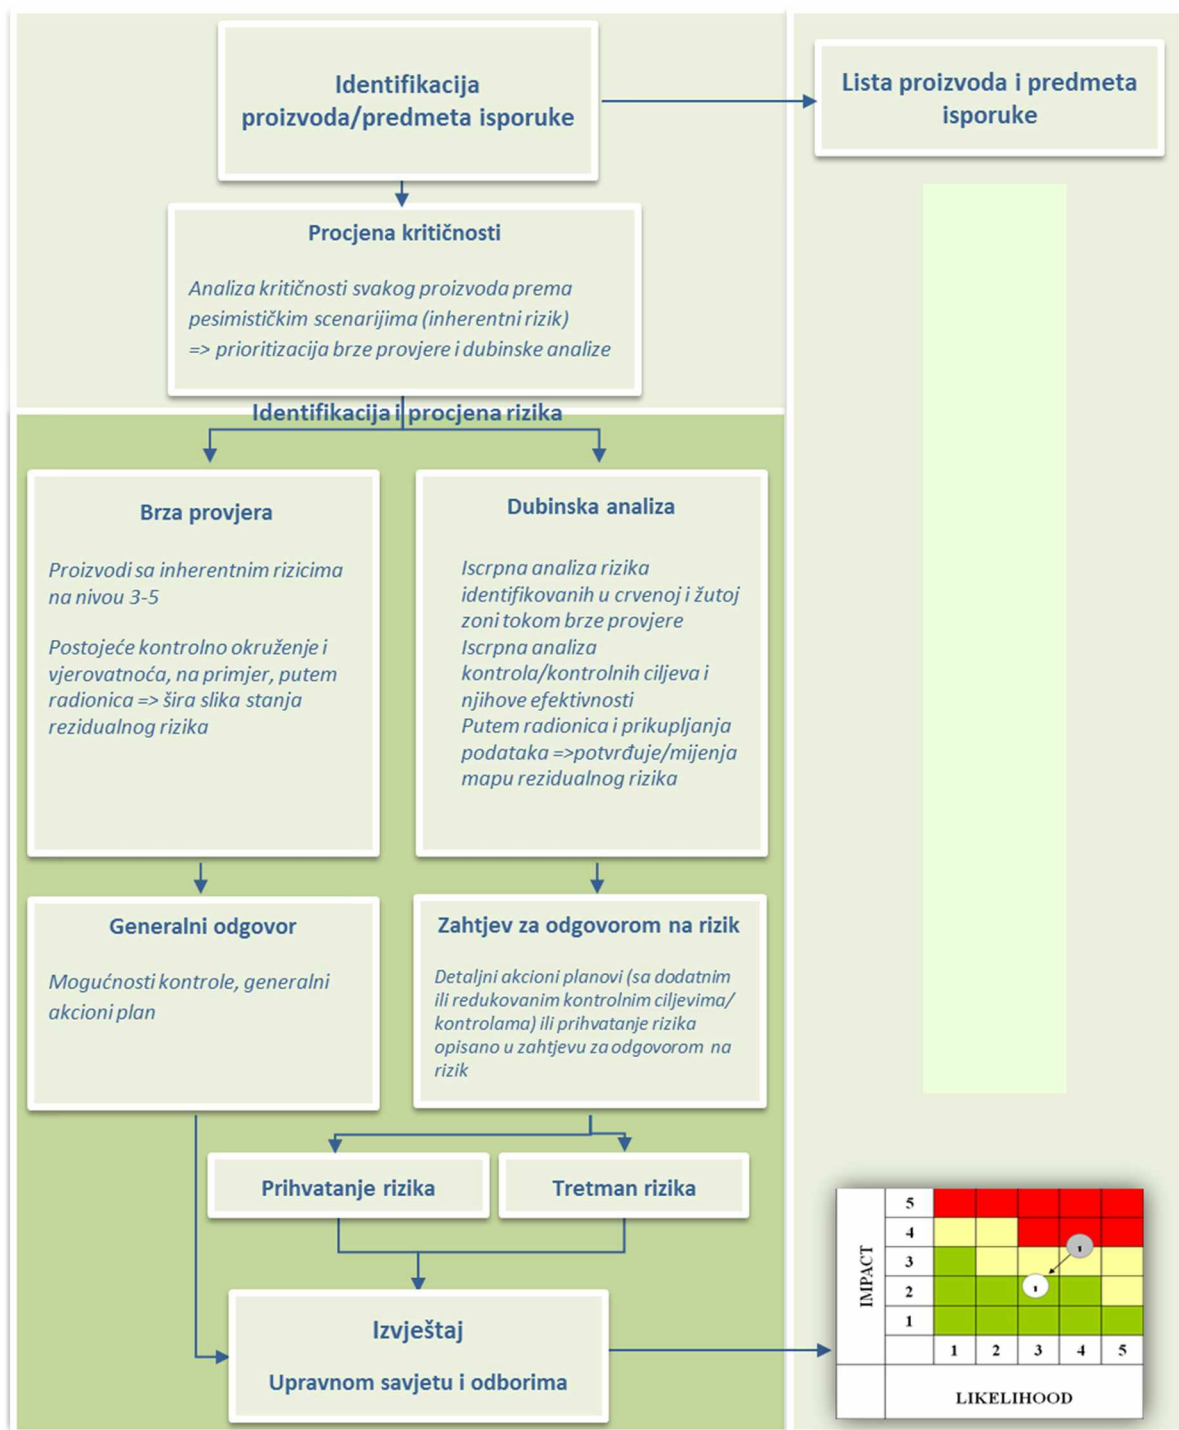 Identifikacija
proizvoda/predmeta isporuke
Lista proizvoda i predmeta
isporuke
Procjena kritičnosti
Analiza kritičnosti svakog proizvoda prema
pesimističkim scenarijima (inherentni rizik)
=> prioritizacija brze provjere i dubinske analize
Identifikacija i procjena rizika
Brza provjera
Proizvodi sa inherentnim rizicima
na nivou 3-5
Postojeće kontrolno okruženje i
vjerovatnoća, na primjer, putem
radionica => šira slika stanja
rezidualnog rizika
Dubinska analiza
Iscrpna analiza rizika
identifikovanih u crvenoj i žutoj
zoni tokom brze provjere
Iscrpna analiza
kontrola/kontrolnih ciljeva i
njihove efektivnosti
Putem radionica i prikupljanja
podataka =>potvrđuje/mijenja
mapu rezidualnog rizika
Generalni odgovor
Mogućnosti kontrole, generalni
akcioni plan
Zahtjev za odgovorom na rizik
Detaljni akcioni planovi (sa dodatnim
ili redukovanim kontrolnim ciljevima/
kontrolama) ili prihvatanje rizika
opisano u zahtjevu za odgovorom na
rizik
Prihvatanje rizika
Tretman rizika
Izvještaj
Upravnom savjetu i odborima
IMPACT
5
4
3
2
1
1
1
1 2 3 4 5
LIKELIHOOD